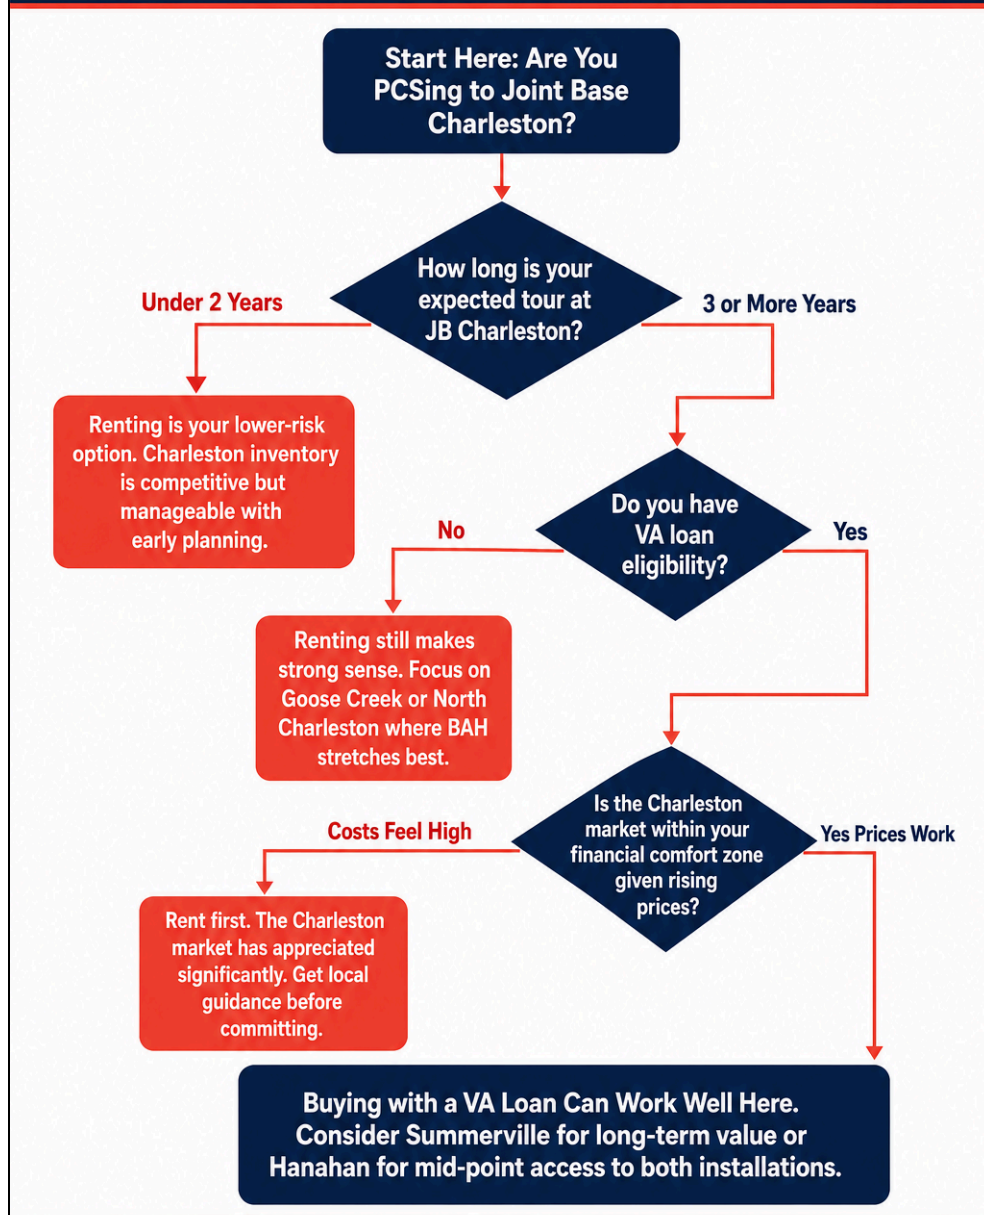 Start Here: Are You
PCSing to Joint Base
Charleston?
How long is your
expected tour at
JB Charleston?
Under 2 Years
3 or More Years
Renting is your lower-risk
option. Charleston inventory
is competitive but
manageable with
early planning.
Do you have
VA loan
eligibility?
No
Yes
Renting still makes
strong sense. Focus on
Goose Creek or North
Charleston where BAH
stretches best.
Is the Charleston
market within your
financial comfort zone
given rising
prices?
Costs Feel High
Yes Prices Work
Rent first. The Charleston
market has appreciated
significantly. Get local
guidance before
committing.
Buying with a VA Loan Can Work Well Here.
Consider Summerville for long-term value or
Hanahan for mid-point access to both installations.